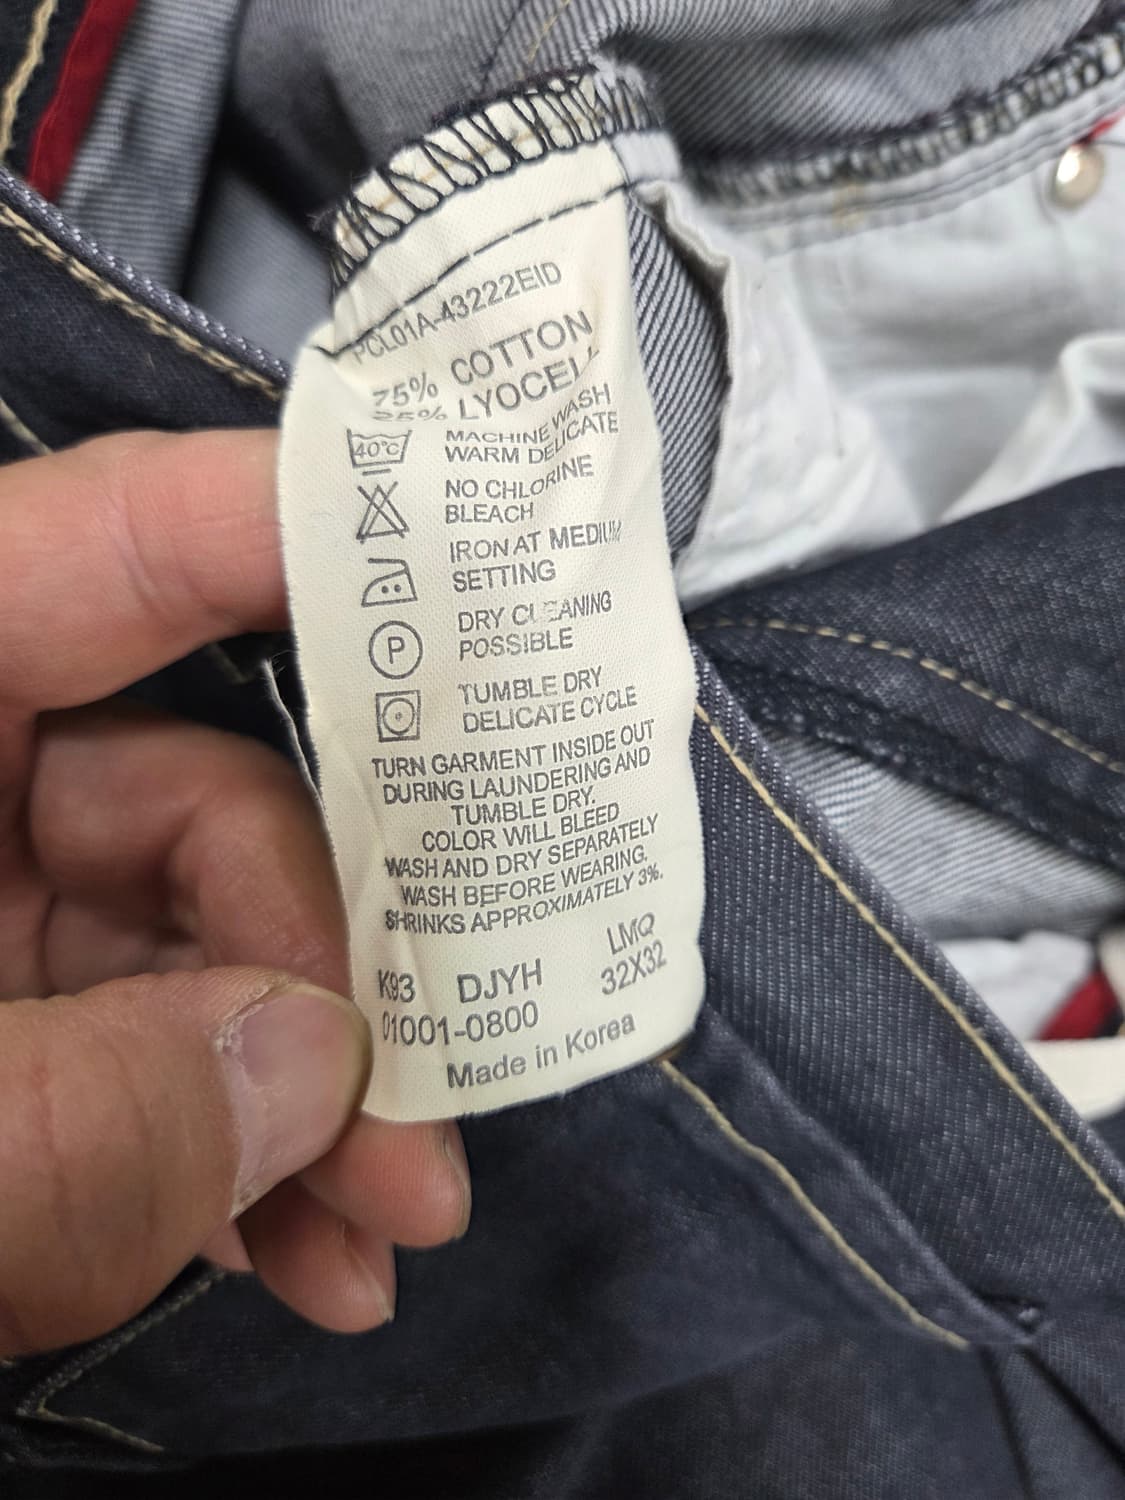 PCL01A-43222EID
75% COTTON
25% LYOCELL
40°C MACHINE WASH
WARM DELICATE
NO CHLORINE
BLEACH
IRON AT MEDIUM
SETTING
P DRY CLEANING
POSSIBLE
TUMBLE DRY
DELICATE CYCLE
TURN GARMENT INSIDE OUT
DURING LAUNDERING AND
TUMBLE DRY.
COLOR WILL BLEED
WASH AND DRY SEPARATELY
WASH BEFORE WEARING.
SHRINKS APPROXIMATELY 3%.
LMQ
K93 DJYH 32X32
01001-0800
Made in Korea